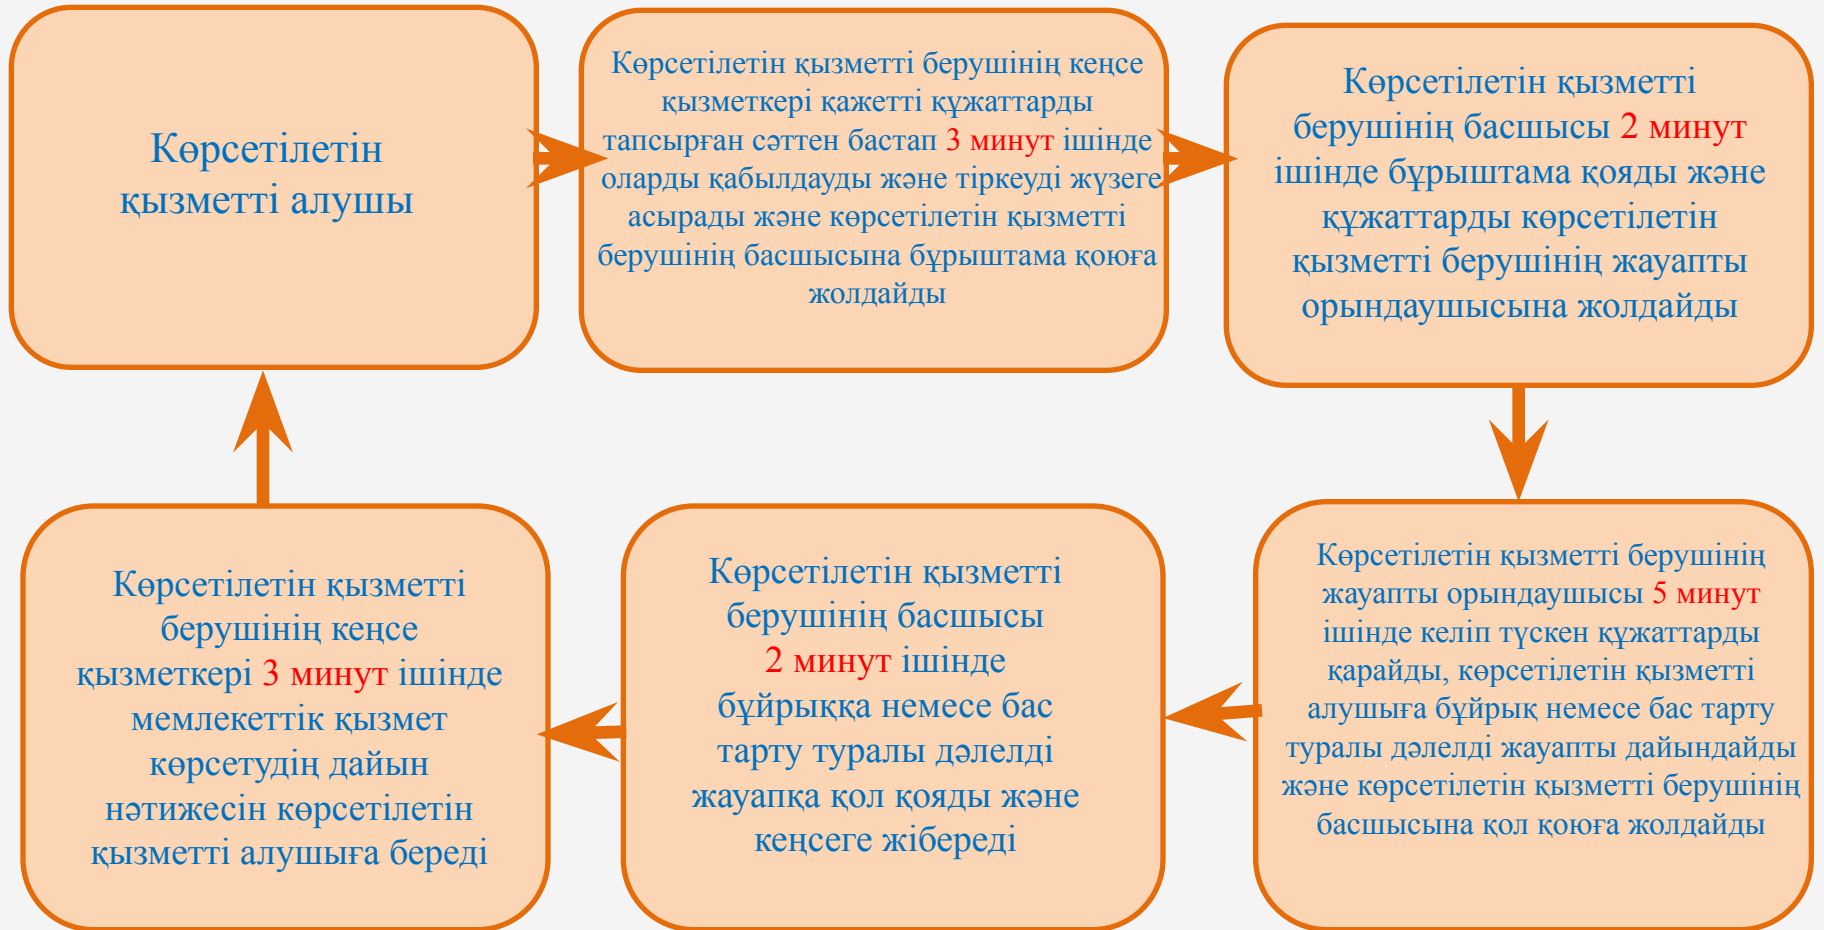 Көрсетілетін
қызметті алушы
Көрсетілетін қызметті берушінің кеңсе
қызметкері қажетті құжаттарды
тапсырған сәттен бастап 3 минут ішінде
оларды қабылдауды және тіркеуді жүзеге
асырады және көрсетілетін қызметті
берушінің басшысына бұрыштама қоюға
жолдайды
Көрсетілетін қызметті
берушінің басшысы 2 минут
ішінде бұрыштама қояды және
құжаттарды көрсетілетін
қызметті берушінің жауапты
орындаушысына жолдайды
Көрсетілетін қызметті берушінің
жауапты орындаушысы 5 минут
ішінде келіп түскен құжаттарды
қарайды, көрсетілетін қызметті
алушыға бұйрық немесе бас тарту
туралы дәлелді жауапты дайындайды
және көрсетілетін қызметті берушінің
басшысына қол қоюға жолдайды
Көрсетілетін қызметті
берушінің басшысы
2 минут ішінде
бұйрыққа немесе бас
тарту туралы дәлелді
жауапқа қол қояды және
кеңсеге жібереді
Көрсетілетін қызметті
берушінің кеңсе
қызметкері 3 минут ішінде
мемлекеттік қызмет
көрсетудің дайын
нәтижесін көрсетілетін
қызметті алушыға береді